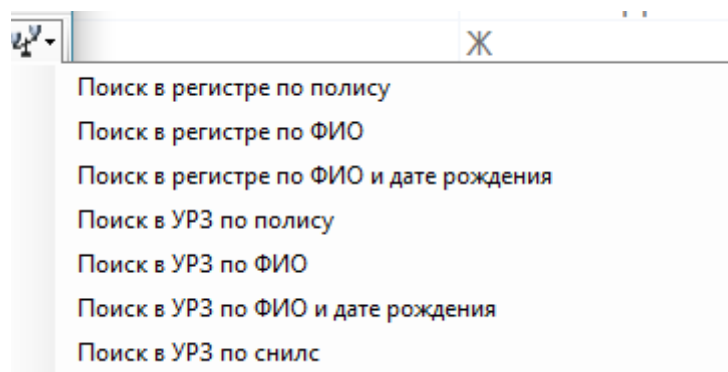 Ж
Поиск в регистре по полису
Поиск в регистре по ФИО
Поиск в регистре по ФИО и дате рождения
Поиск в УРЗ по полису
Поиск в УРЗ по ФИО
Поиск в УРЗ по ФИО и дате рождения
Поиск в УРЗ по снилс